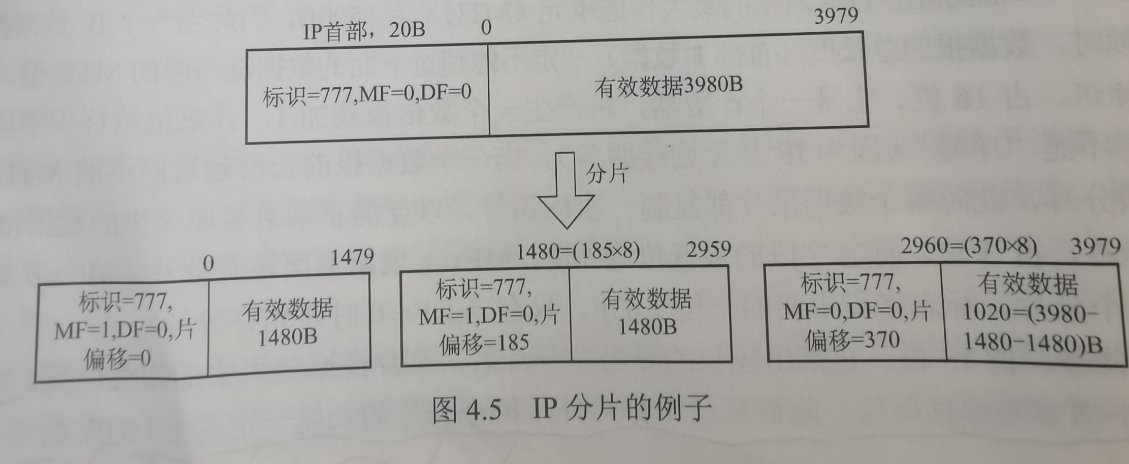 IP首部，20B 0 3979
标识=777,MF=0,DF=0 有效数据3980B
分片
0 1479 1480=(185×8) 2959 2960=(370×8) 3979
标识=777,
MF=1,DF=0,片
偏移=0
有效数据
1480B
标识=777,
MF=1,DF=0,片
偏移=185
有效数据
1480B
标识=777,
MF=0,DF=0,片
偏移=370
有效数据
1020=(3980−
1480−1480)B
图 4.5 IP 分片的例子